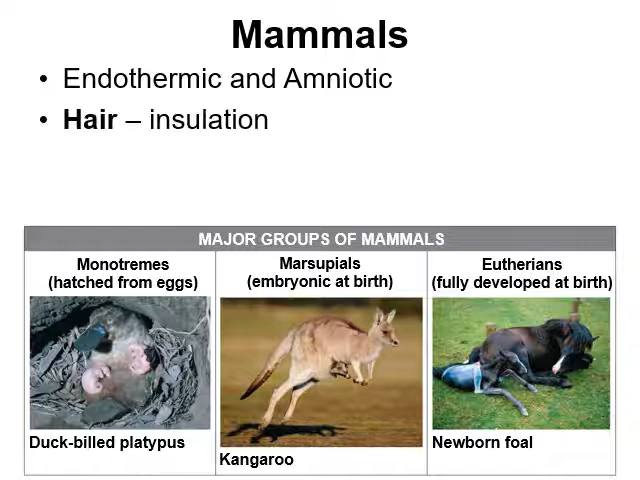 Mammals
• Endothermic and Amniotic
• Hair – insulation
MAJOR GROUPS OF MAMMALS
Monotremes
(hatched from eggs)
Marsupials
(embryonic at birth)
Eutherians
(fully developed at birth)
Duck-billed platypus
Kangaroo
Newborn foal